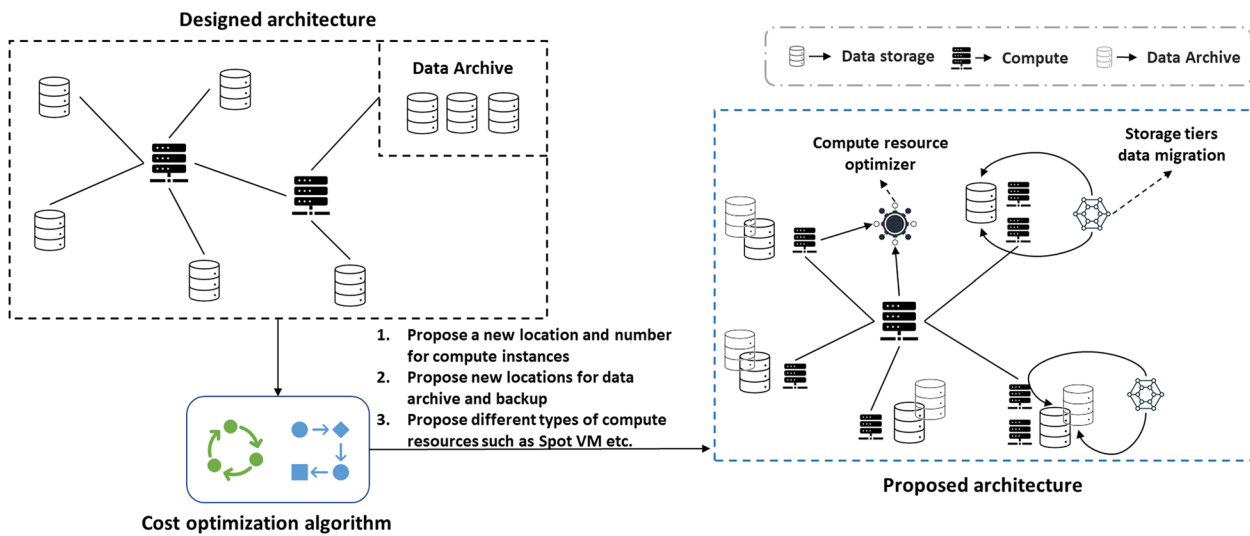 Designed architecture
Data Archive
Data storage
Compute
Data Archive
Compute resource
optimizer
Storage tiers
data migration
1. Propose a new location and number
for compute instances
2. Propose new locations for data
archive and backup
3. Propose different types of compute
resources such as Spot VM etc.
Proposed architecture
Cost optimization algorithm